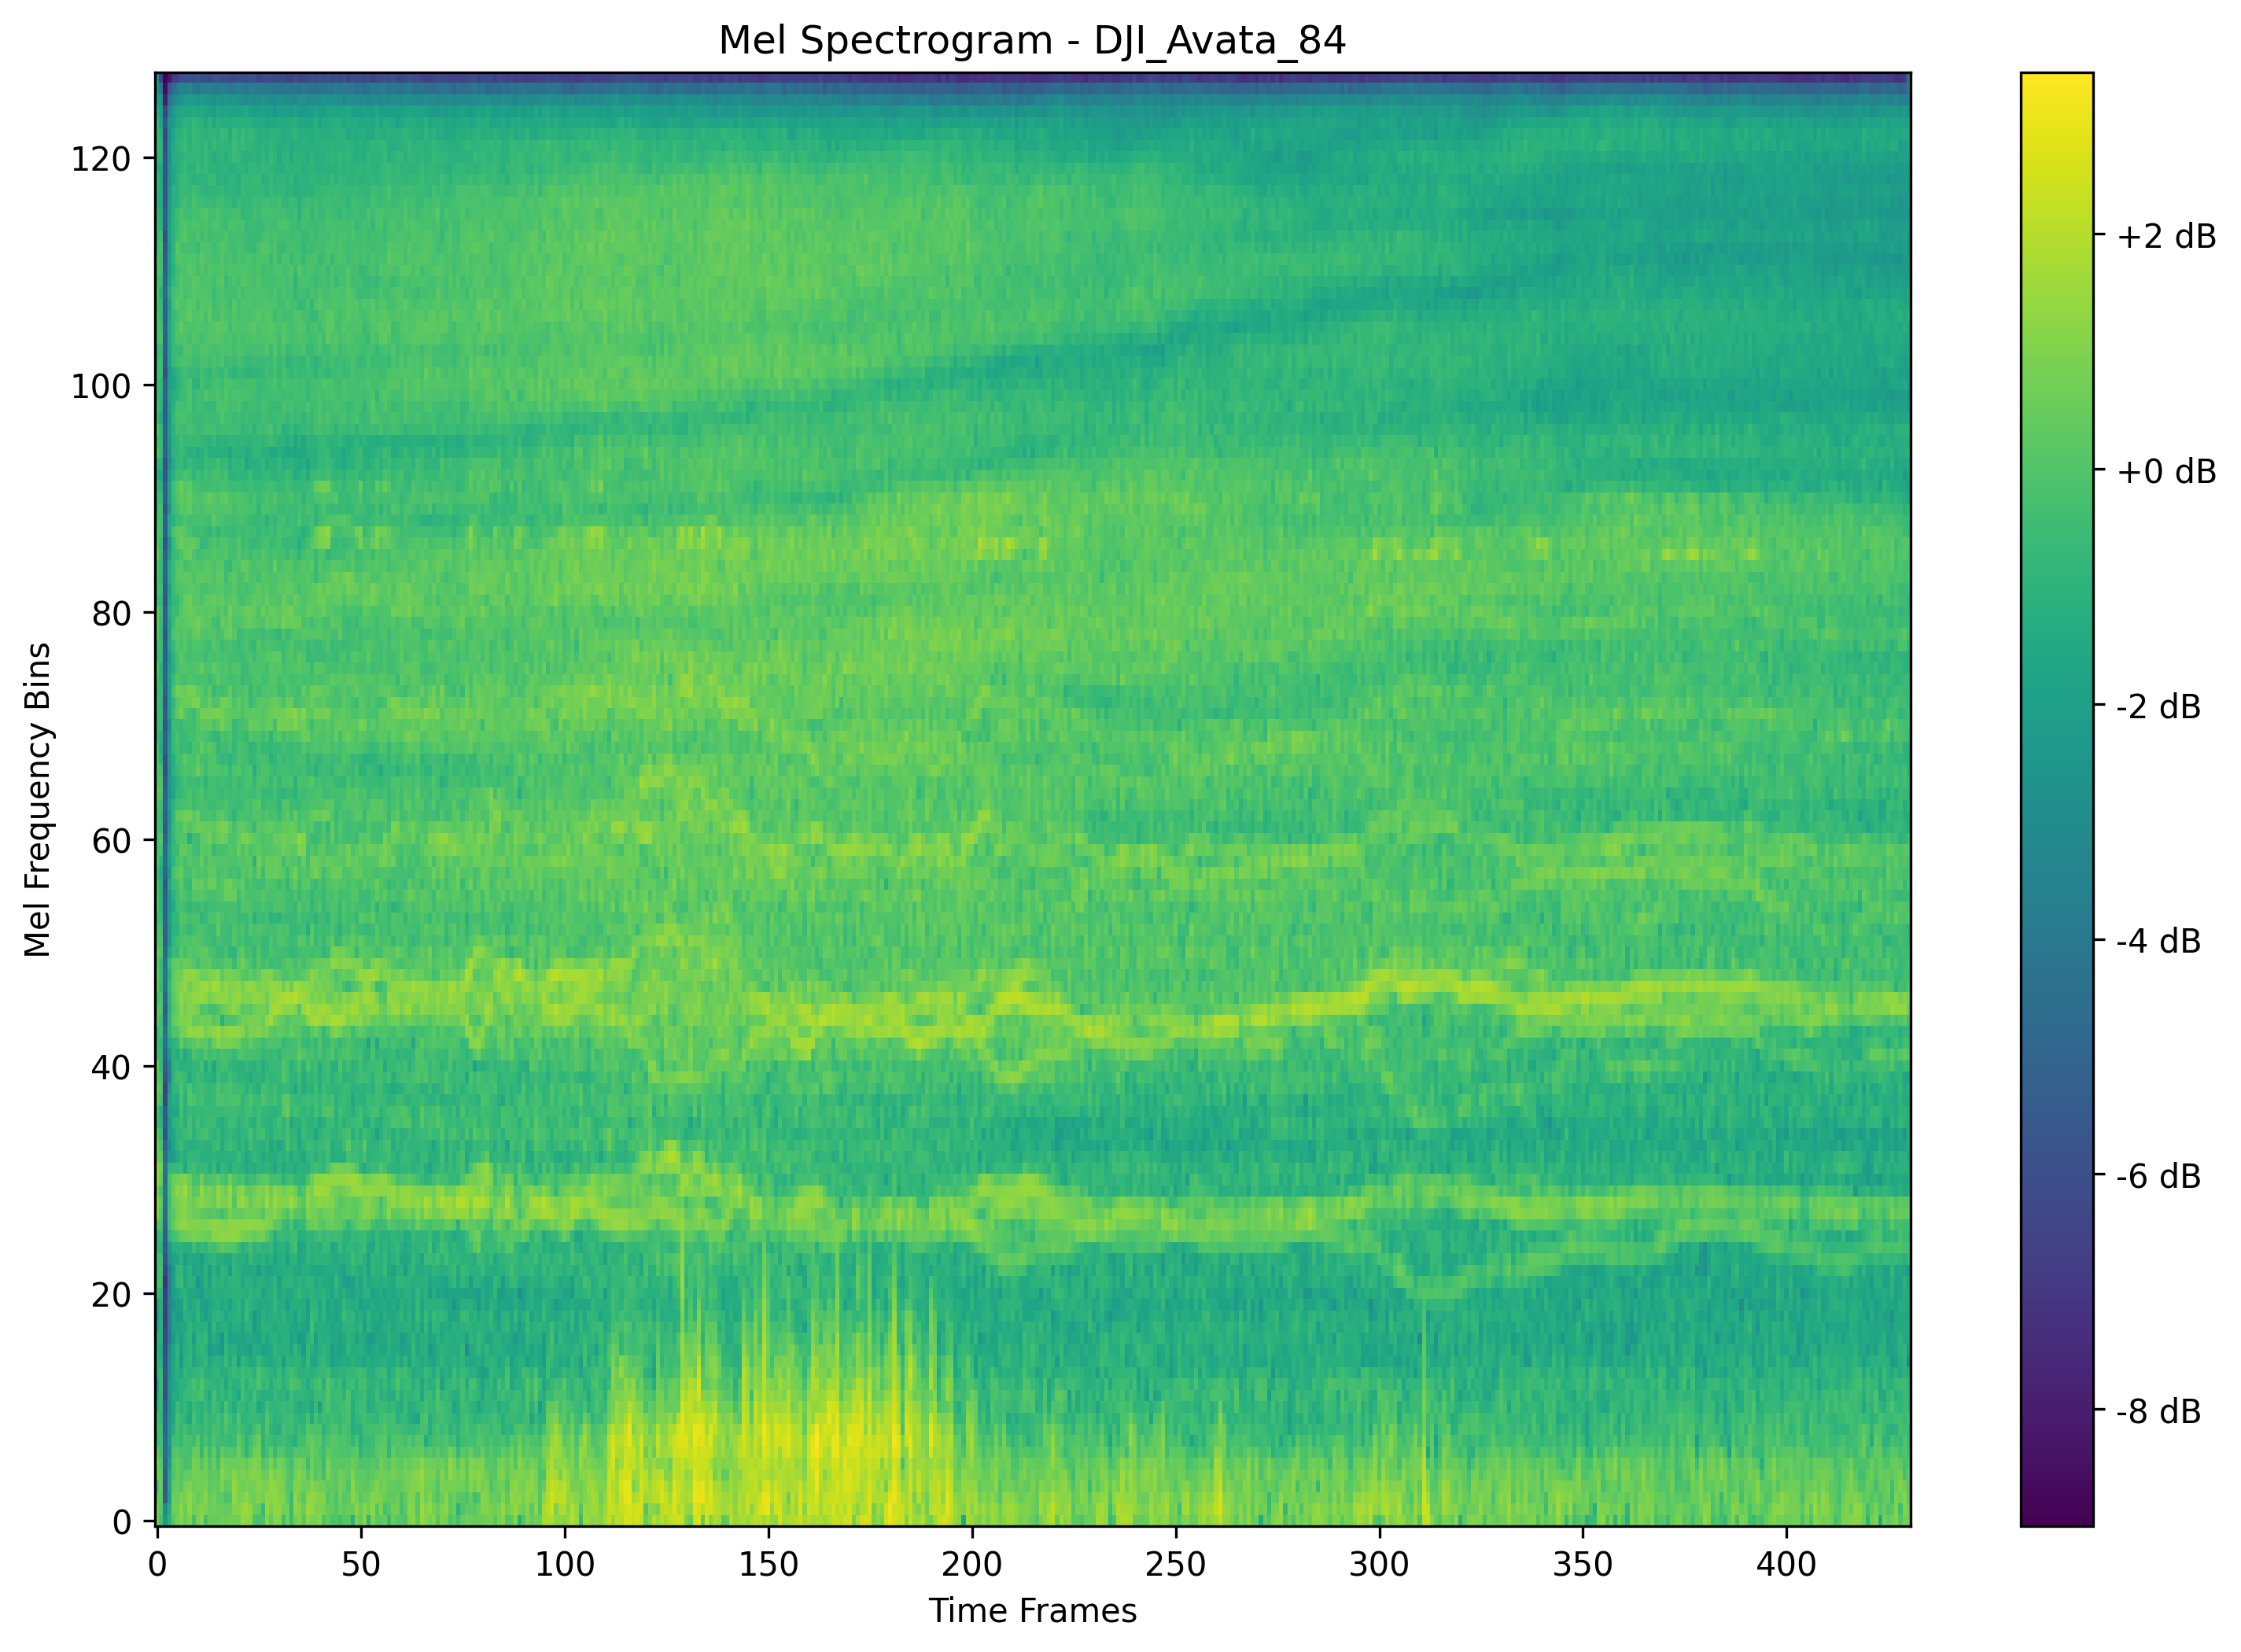 Mel Spectrogram - DJI_Avata_84
Mel Frequency Bins
120
100
80
60
40
20
0
0 50 100 150 200 250 300 350 400
Time Frames
+2 dB
+0 dB
-2 dB
-4 dB
-6 dB
-8 dB